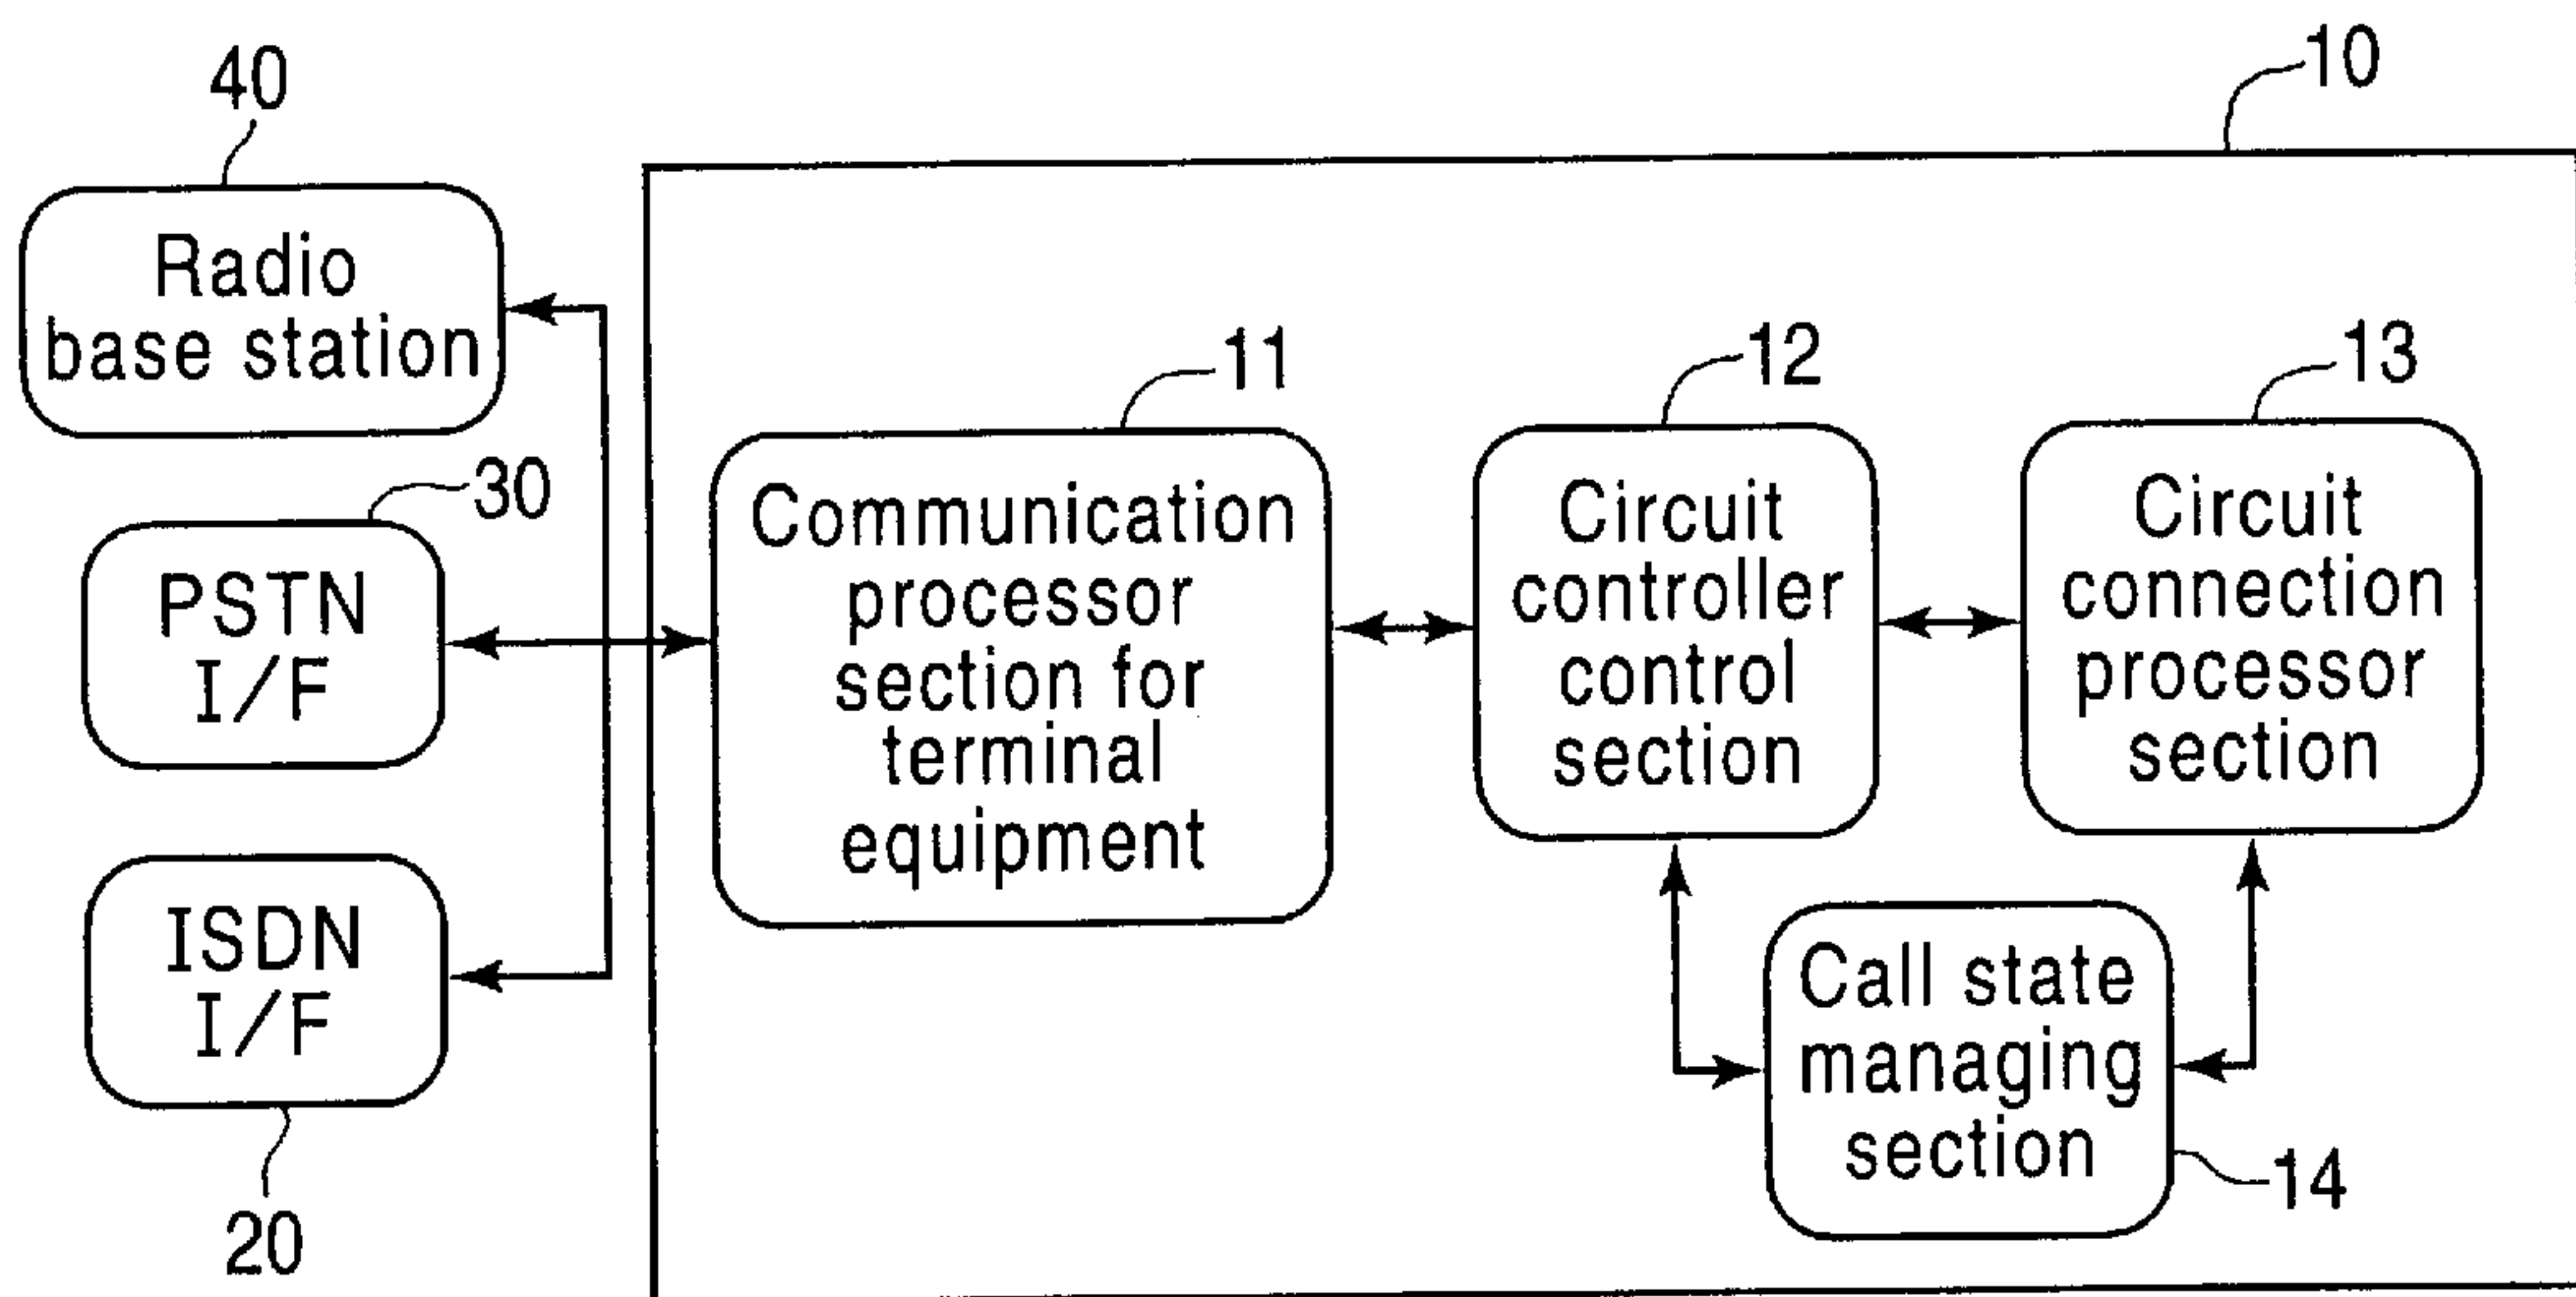 40
10
Radio
base station
11
12
13
30
PSTN
I/F
Communication
processor
section for
terminal
equipment
Circuit
controller
control
section
Circuit
connection
processor
section
ISDN
I/F
Call state
managing
section
14
20